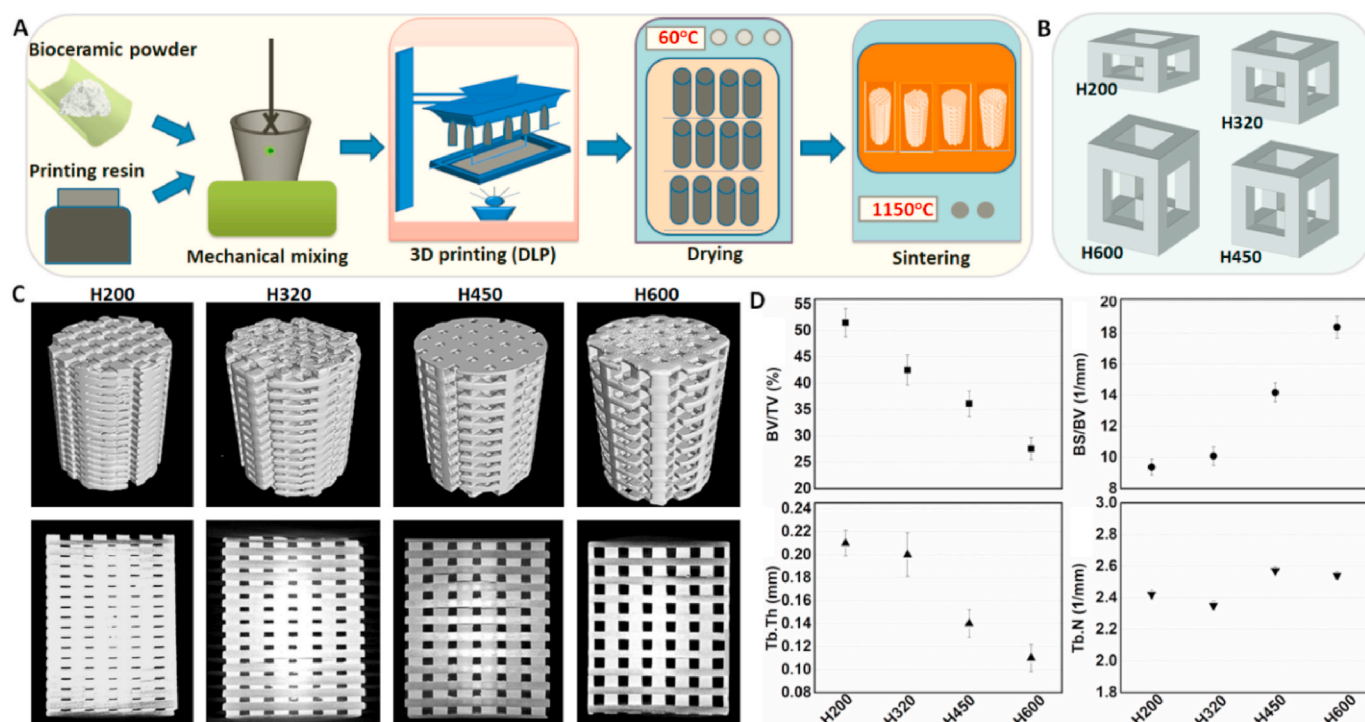 A
Bioceramic powder
Printing resin
Mechanical mixing
3D printing (DLP)
60°C
Drying
1150°C
Sintering
B
H200
H320
H600
H450
C
H200
H320
H450
H600
D
BV/TV (%)
55
50
45
40
35
30
25
20
BS/BV (1/mm)
20
18
16
14
12
10
8
Tb.Th (mm)
0.24
0.22
0.20
0.18
0.16
0.14
0.12
0.10
0.08
H200
H320
H450
H600
Tb.N (1/mm)
3.0
2.8
2.6
2.4
2.2
2.0
1.8
H200
H320
H450
H600